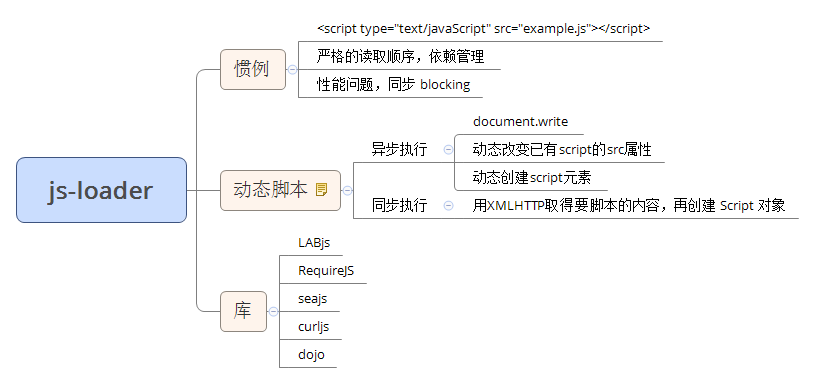 js-loader
惯例
<script type="text/javaScript" src="example.js"></script>
严格的读取顺序，依赖管理
性能问题，同步 blocking
动态脚本
异步执行
document.write
动态改变已有script的src属性
动态创建script元素
同步执行
用XMLHTTP取得要脚本的内容，再创建 Script 对象
库
LABjs
RequireJS
seajs
curljs
dojo